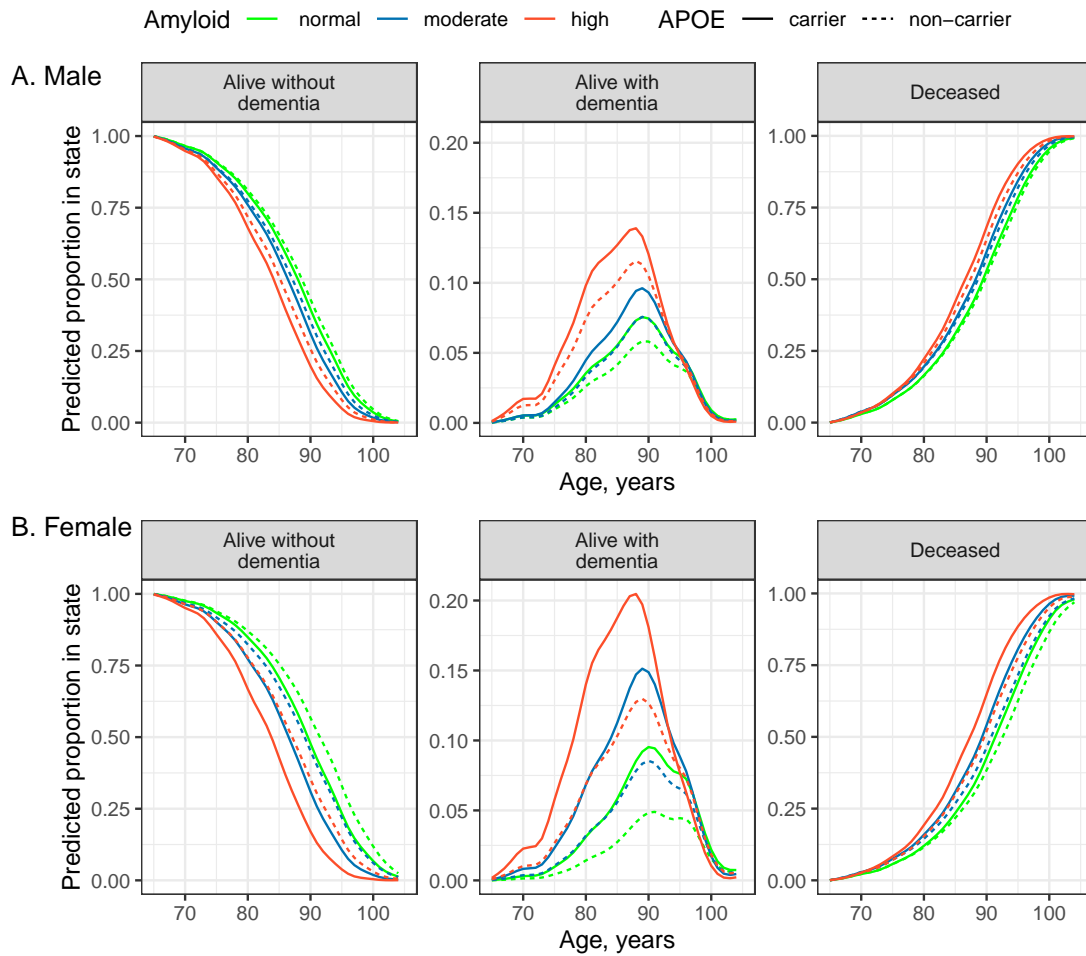 Amyloid normal moderate high APOE carrier non−carrier
A. Male
Alive without
dementia
Alive with
dementia
Deceased
Predicted proportion in state
1.00
0.75
0.50
0.25
0.00
0.20
0.15
0.10
0.05
0.00
1.00
0.75
0.50
0.25
0.00
70 80 90 100
70 80 90 100
70 80 90 100
Age, years
B. Female
Alive without
dementia
Alive with
dementia
Deceased
Predicted proportion in state
1.00
0.75
0.50
0.25
0.00
0.20
0.15
0.10
0.05
0.00
1.00
0.75
0.50
0.25
0.00
70 80 90 100
70 80 90 100
70 80 90 100
Age, years